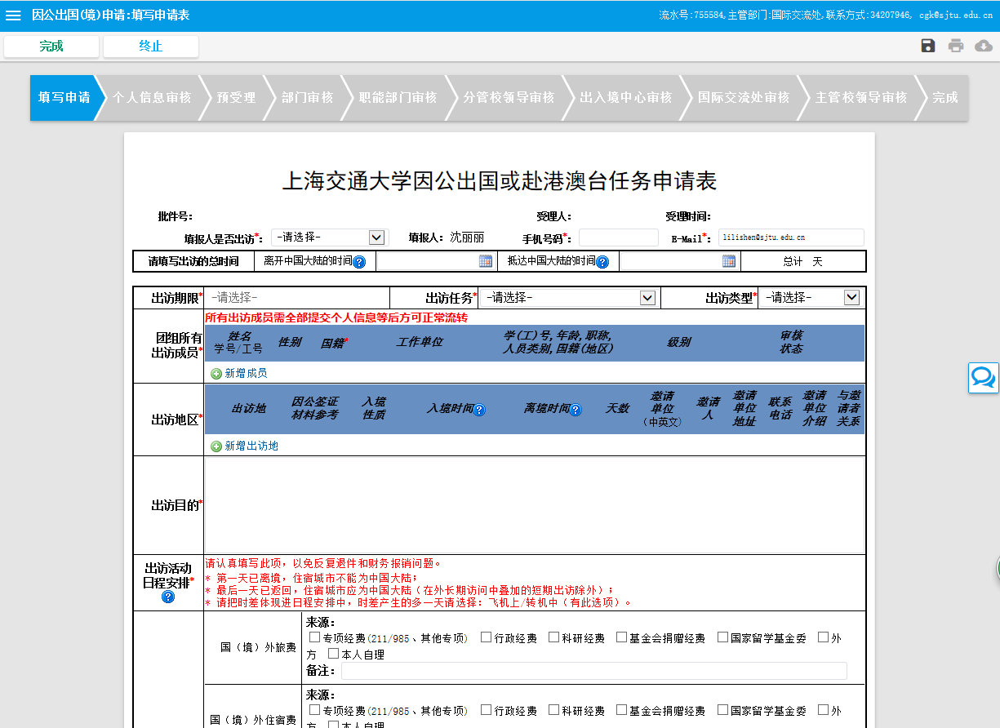 因公出国(境)申请:填写申请表
流水号:755584,主管部门:国际交流处,联系方式:34207946, cgk@sjtu.edu.cn
完成 终止
填写申请 个人信息审核 预受理 部门审核 职能部门审核 分管校领导审核 出入境中心审核 国际交流处审核 主管校领导审核 完成
上海交通大学因公出国或赴港澳台任务申请表
批件号: 受理人: 受理时间:
填报人是否出访*: -请选择- 填报人: 沈丽丽 手机号码*: E-Mail*: lilishen@sjtu.edu.cn
请填写出访的总时间 离开中国大陆的时间? 抵达中国大陆的时间? 总计 天
出访期限* -请选择- 出访任务* -请选择- 出访类型* -请选择-
所有出访成员需全部提交个人信息等后方可正常流转
团组所有
出访成员*
姓名
学号/工号
性别
国籍*
工作单位
学(工)号,年龄,职称,
人员类别,国籍(地区)
级别
审核
状态
新增成员
出访地区*
出访地
因公签证
材料参考
入境
性质
入境时间?
离境时间?
天数
邀请
单位
(中英文)
邀请
人
邀请
单位
地址
联系
电话
邀请
单位
介绍
与邀
请者
关系
新增出访地
出访目的*
出访活动
日程安排*
?
请认真填写此项，以免反复退件和财务报销问题。
* 第一天已离境，住宿城市不能为中国大陆；
* 最后一天已返回，住宿城市应为中国大陆（在外长期访问中叠加的短期出访除外）；
* 请把时差体现进日程安排中，时差产生的多一天请选择：飞机上/转机中（有此选项）。
国（境）外旅费
来源:
专项经费(211/985、其他专项) 行政经费 科研经费 基金会捐赠经费 国家留学基金委 外
方 本人自理
备注:
国（境）外住宿费
来源:
专项经费(211/985、其他专项) 行政经费 科研经费 基金会捐赠经费 国家留学基金委 外
方 本人自理